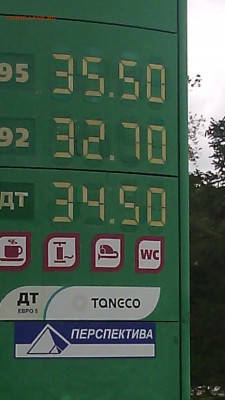 95 35.50
92 32.70
ДТ 34.50
WC
ДТ
ЕВРО 5
TANECO
ПЕРСПЕКТИВА